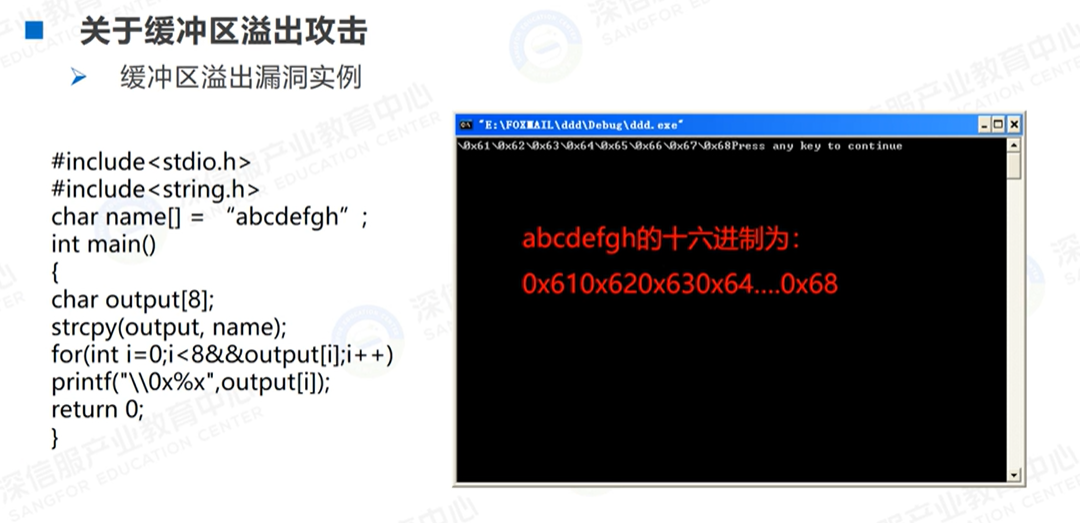 关于缓冲区溢出攻击
缓冲区溢出漏洞实例
#include<stdio.h>
#include<string.h>
char name[] = “abcdefgh”;
int main()
{
char output[8];
strcpy(output, name);
for(int i=0;i<8&&output[i];i++)
printf("\\0x%x",output[i]);
return 0;
}
"E:\FOXMAIL\ddd\Debug\ddd.exe"
\0x61\0x62\0x63\0x64\0x65\0x66\0x67\0x68Press any key to continue
abcdefgh的十六进制为：
0x610x620x630x64....0x68
深信服产业教育中心
SANGFOR EDUCATION CENTER